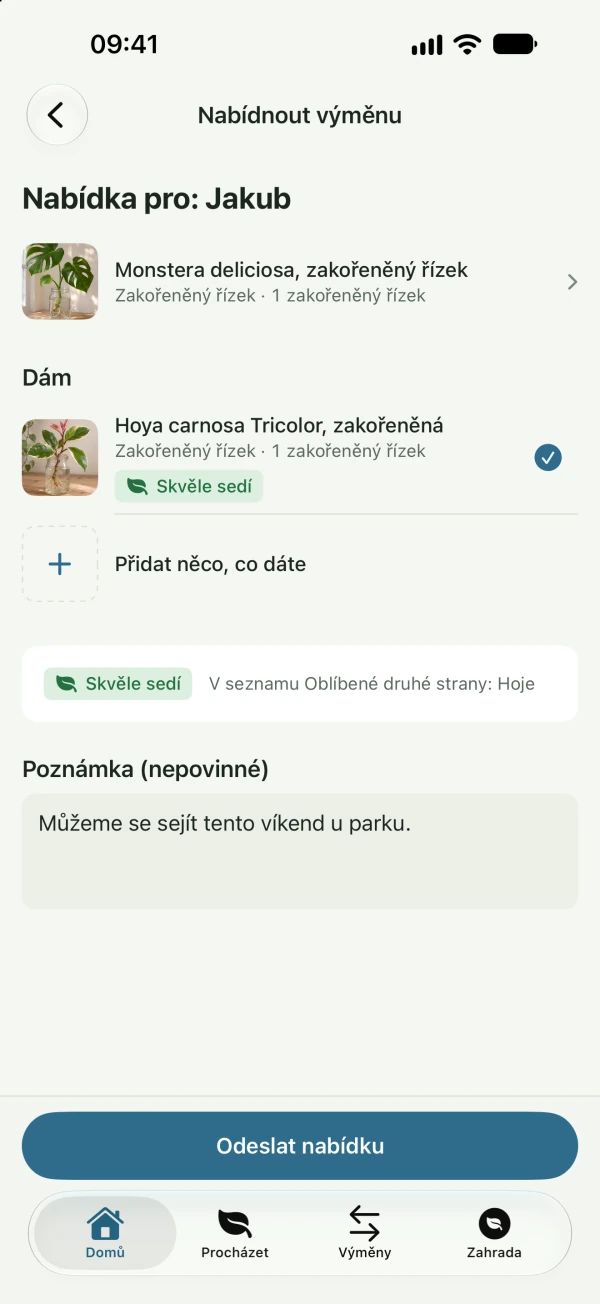 09:41
Nabídnout výměnu
Nabídka pro: Jakub
Monstera deliciosa, zakořeněný řízek
Zakořeněný řízek · 1 zakořeněný řízek
Dám
Hoya carnosa Tricolor, zakořeněná
Zakořeněný řízek · 1 zakořeněný řízek
Skvěle sedí
Přidat něco, co dáte
Skvěle sedí V seznamu Oblíbené druhé strany: Hoje
Poznámka (nepovinné)
Můžeme se sejít tento víkend u parku.
Odeslat nabídku
Domů Procházet Výměny Zahrada